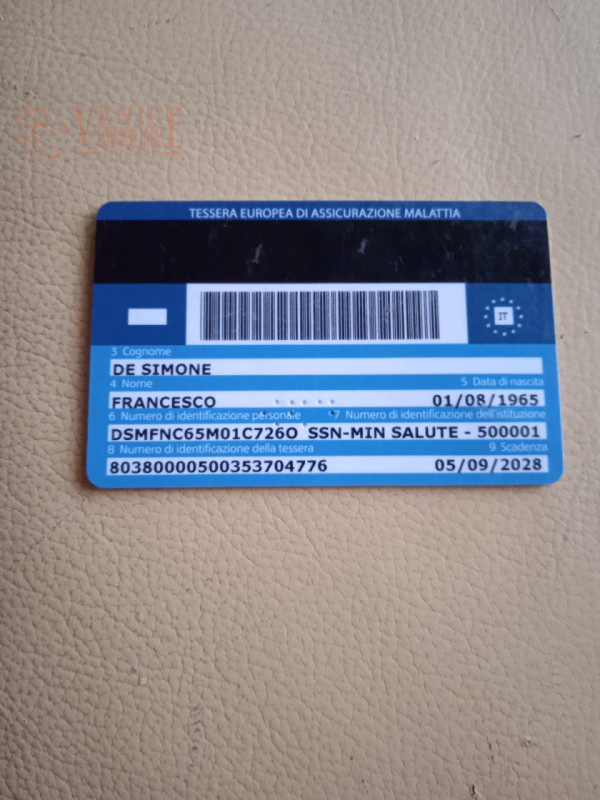 VENISE
TESSERA EUROPEA DI ASSICURAZIONE MALATTIA
IT
3 Cognome
DE SIMONE
4 Nome 5 Data di nascita
FRANCESCO 01/08/1965
6 Numero di identificazione personale 7 Numero di identificazione dell'istituzione
DSMFNC65M01C726O SSN-MIN SALUTE - 500001
8 Numero di identificazione della tessera 9 Scadenza
80380000500353704776 05/09/2028